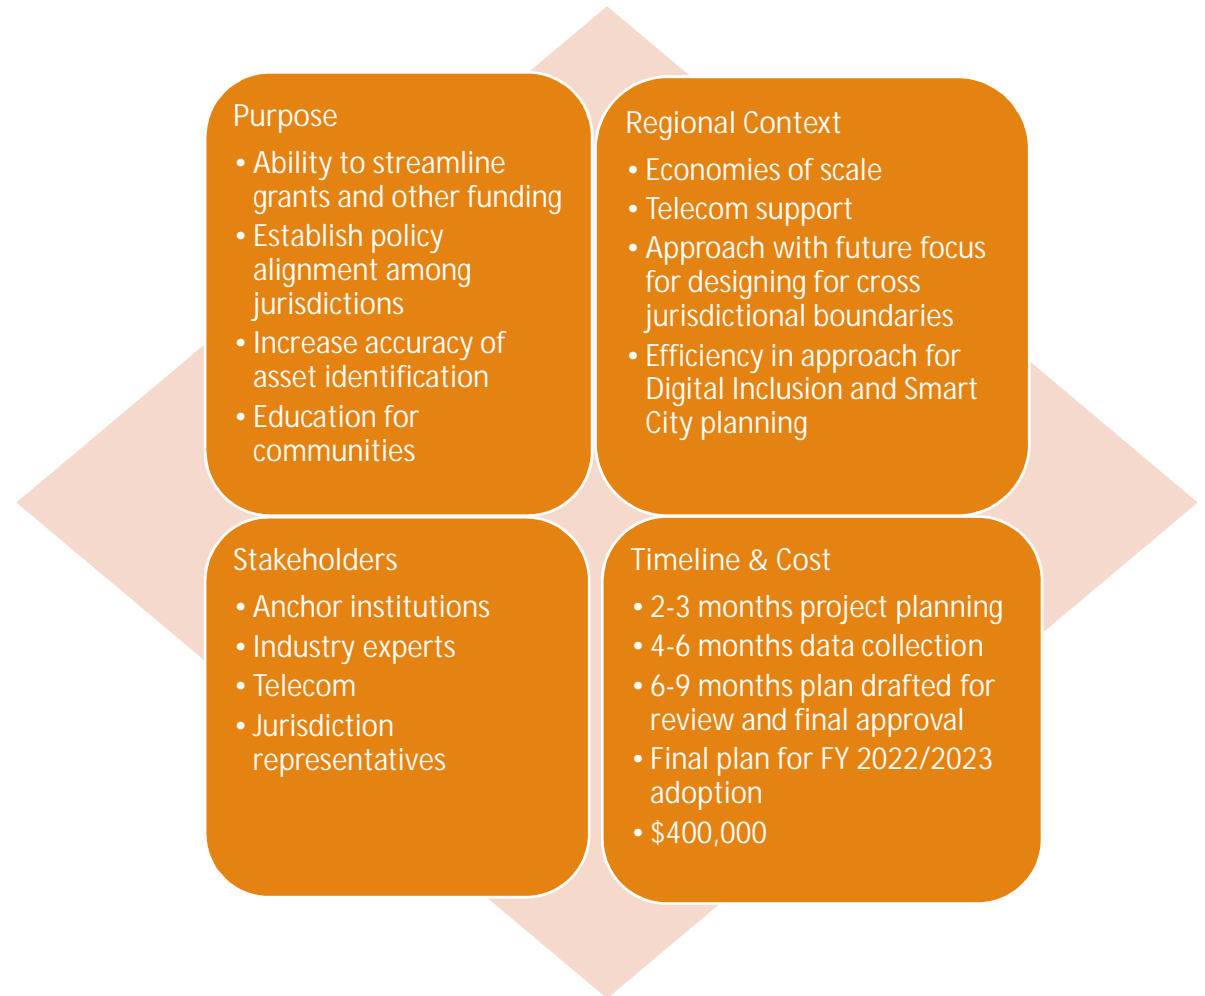 Purpose
• Ability to streamline
grants and other funding
• Establish policy
alignment among
jurisdictions
• Increase accuracy of
asset identification
• Education for
communities
Regional Context
• Economies of scale
• Telecom support
• Approach with future focus
for designing for cross
jurisdictional boundaries
• Efficiency in approach for
Digital Inclusion and Smart
City planning
Stakeholders
• Anchor institutions
• Industry experts
• Telecom
• Jurisdiction
representatives
Timeline & Cost
• 2-3 months project planning
• 4-6 months data collection
• 6-9 months plan drafted for
review and final approval
• Final plan for FY 2022/2023
adoption
• $400,000